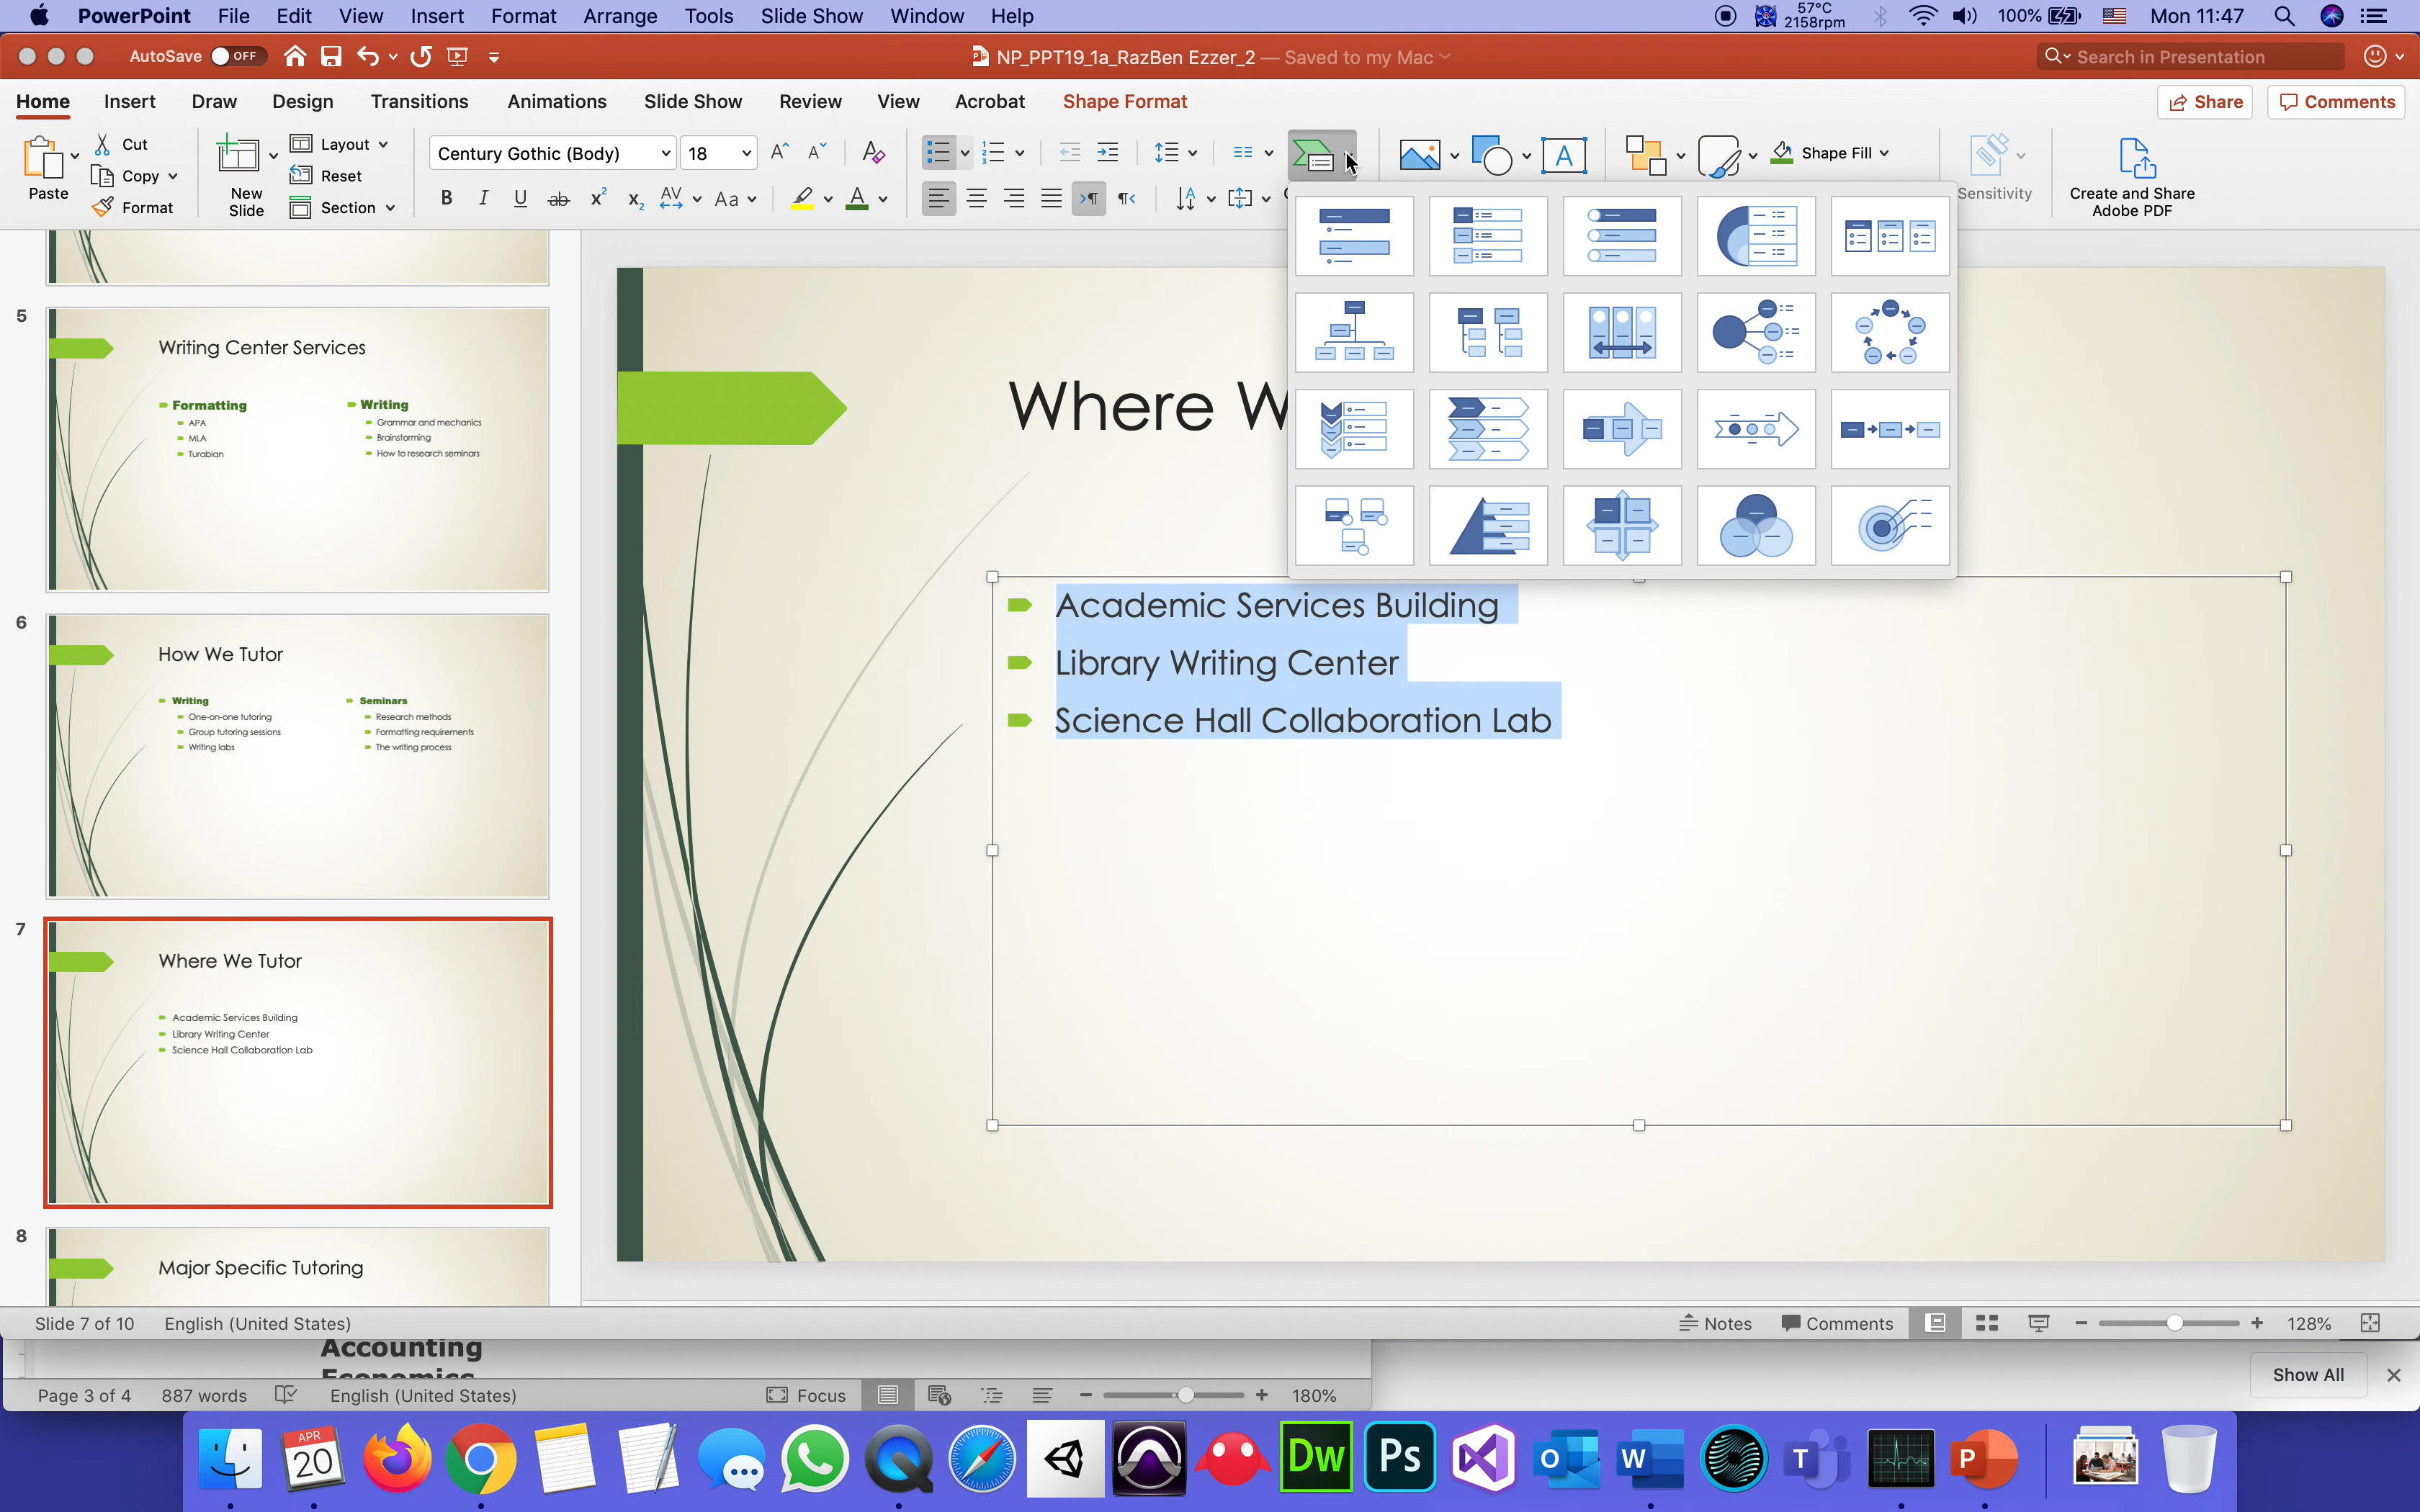 PowerPoint File Edit View Insert Format Arrange Tools Slide Show Window Help 57°C 2158rpm 100% Mon 11:47
AutoSave OFF NP_PPT19_1a_RazBen Ezzer_2 — Saved to my Mac Search in Presentation
Home Insert Draw Design Transitions Animations Slide Show Review View Acrobat Shape Format Share Comments
Paste Cut Copy Format
New Slide Layout Reset Section
Century Gothic (Body) 18
Shape Fill
Sensitivity
Create and Share Adobe PDF
5
Writing Center Services
Formatting
APA
MLA
Turabian
Writing
Grammar and mechanics
Brainstorming
How to research seminars
6
How We Tutor
Writing
One-on-one tutoring
Group tutoring sessions
Writing labs
Seminars
Research methods
Formatting requirements
The writing process
7
Where We Tutor
Academic Services Building
Library Writing Center
Science Hall Collaboration Lab
8
Major Specific Tutoring
Where W
Academic Services Building
Library Writing Center
Science Hall Collaboration Lab
Slide 7 of 10 English (United States) Notes Comments 128%
Accounting
Economics
Show All
Page 3 of 4 887 words English (United States) Focus 180%
APR
20
Dw Ps O W T P